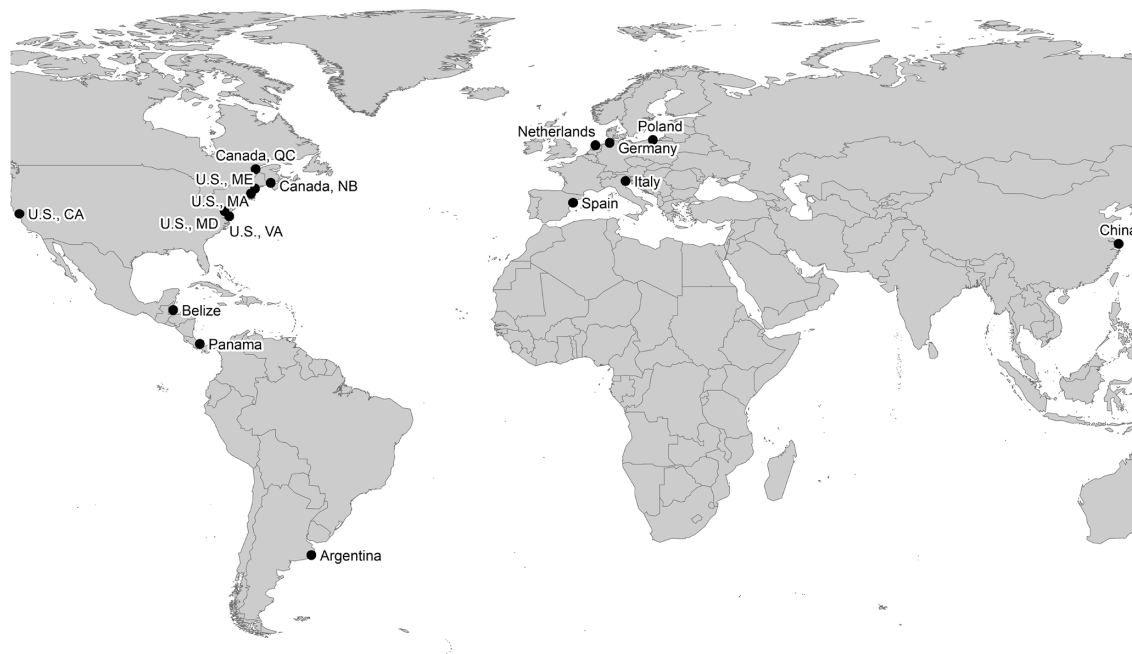 Netherlands
Poland
Germany
Canada, QC
U.S., ME
Canada, NB
Italy
U.S., MA
Spain
U.S., CA
U.S., MD
U.S., VA
China
Belize
Panama
Argentina